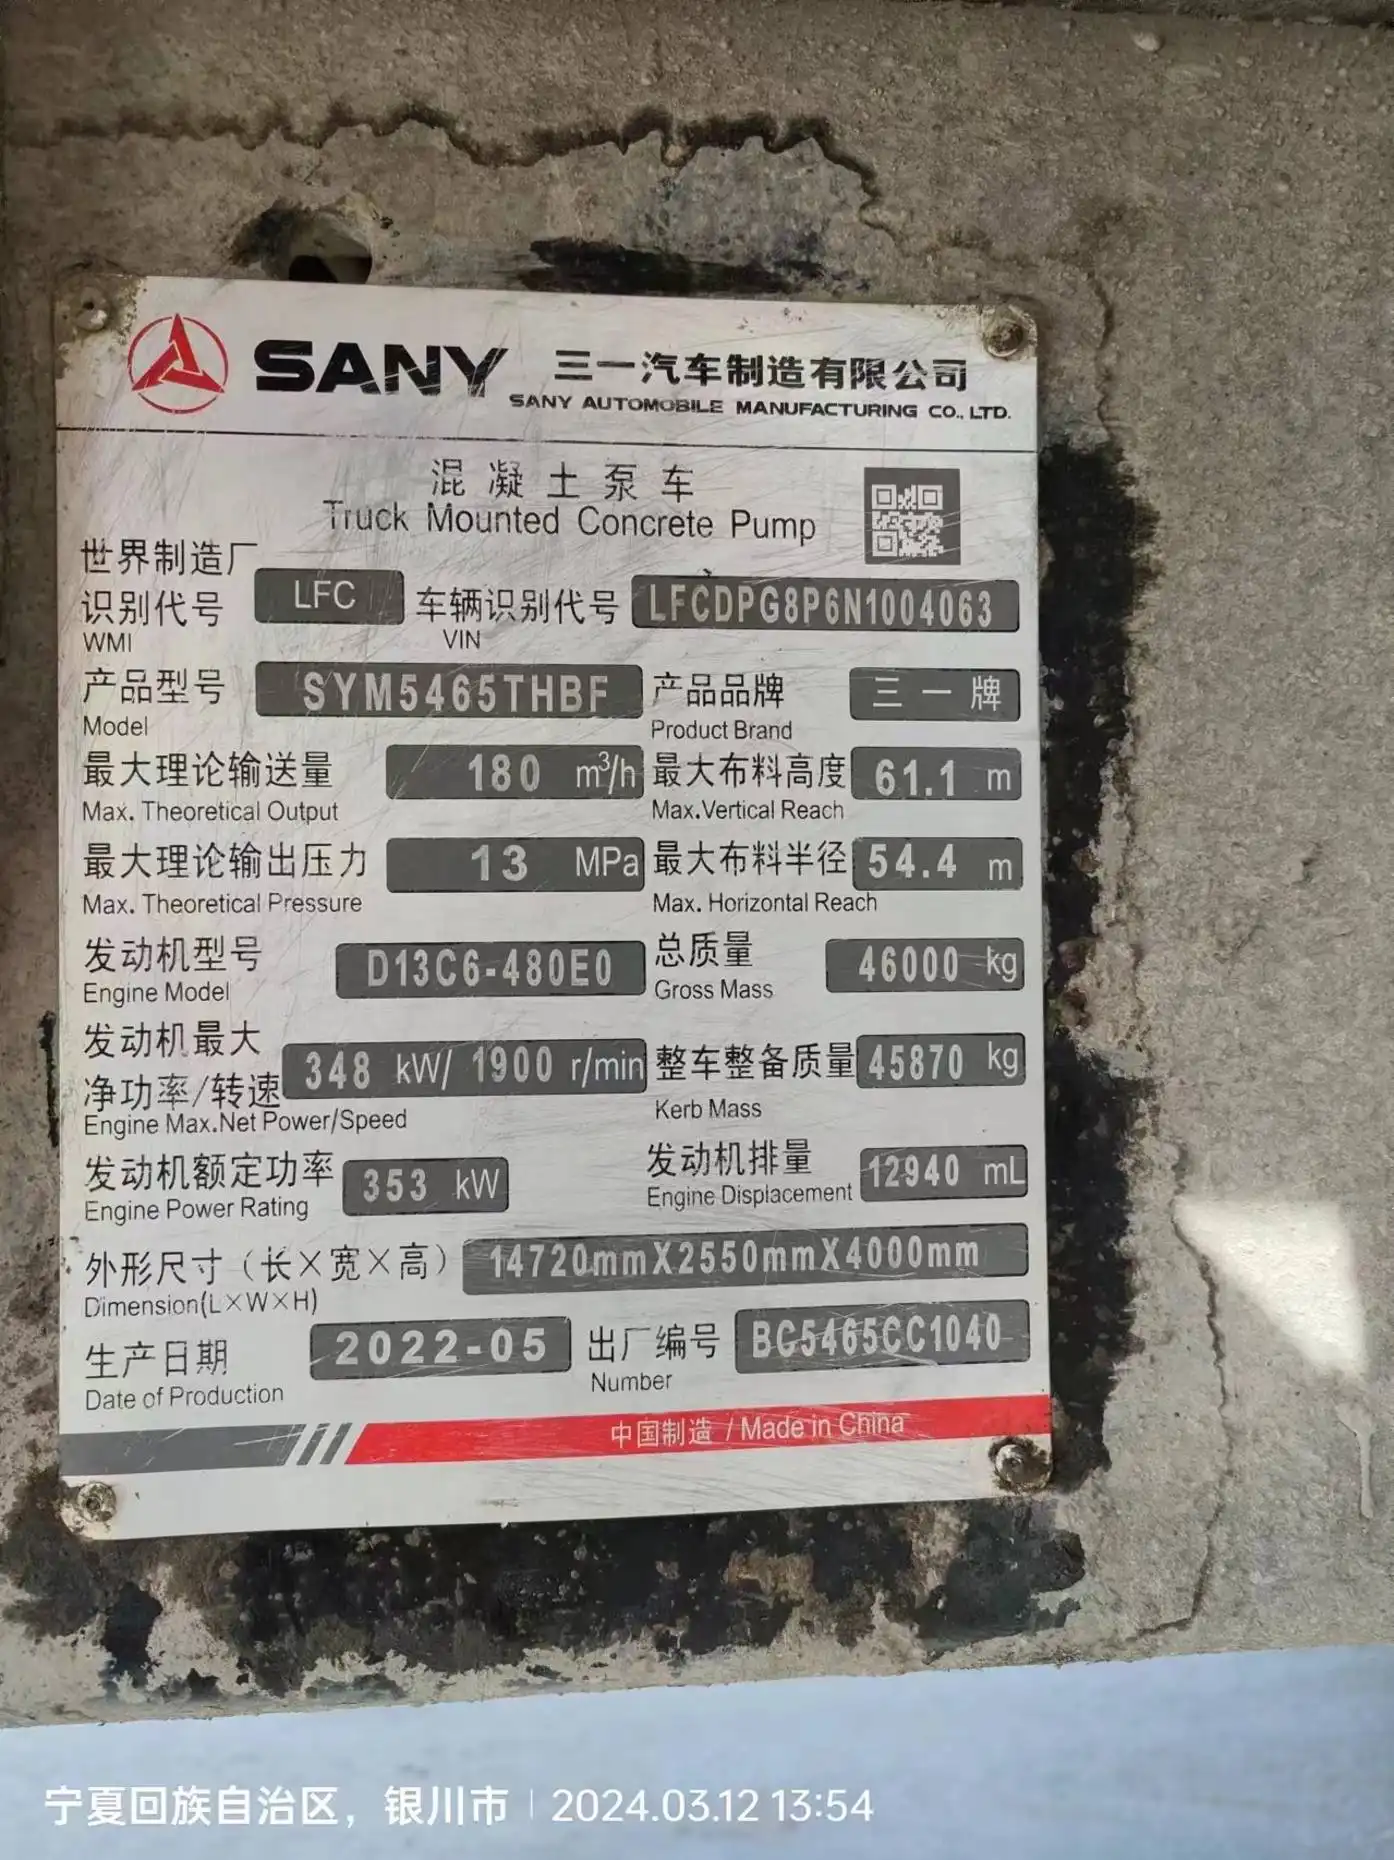 SANY 三一汽车制造有限公司
SANY AUTOMOBILE MANUFACTURING CO., LTD.
混凝土泵车
Truck Mounted Concrete Pump
世界制造厂
识别代号 LFC 车辆识别代号 LFCDPG8P6N1004063
WMI VIN
产品型号 SYM5465THBF 产品品牌 三一牌
Model Product Brand
最大理论输送量 180 m³/h 最大布料高度 61.1 m
Max. Theoretical Output Max.Vertical Reach
最大理论输出压力 13 MPa 最大布料半径 54.4 m
Max. Theoretical Pressure Max. Horizontal Reach
发动机型号 D13C6-480E0 总质量 46000 kg
Engine Model Gross Mass
发动机最大
净功率/转速 348 kW/ 1900 r/min 整车整备质量 45870 kg
Engine Max.Net Power/Speed Kerb Mass
发动机额定功率 353 kW 发动机排量 12940 mL
Engine Power Rating Engine Displacement
外形尺寸（长×宽×高） 14720mmX2550mmX4000mm
Dimension(L×W×H)
生产日期 2022-05 出厂编号 BG5465CC1040
Date of Production Number
中国制造 / Made in China
宁夏回族自治区，银川市 | 2024.03.12 13:54